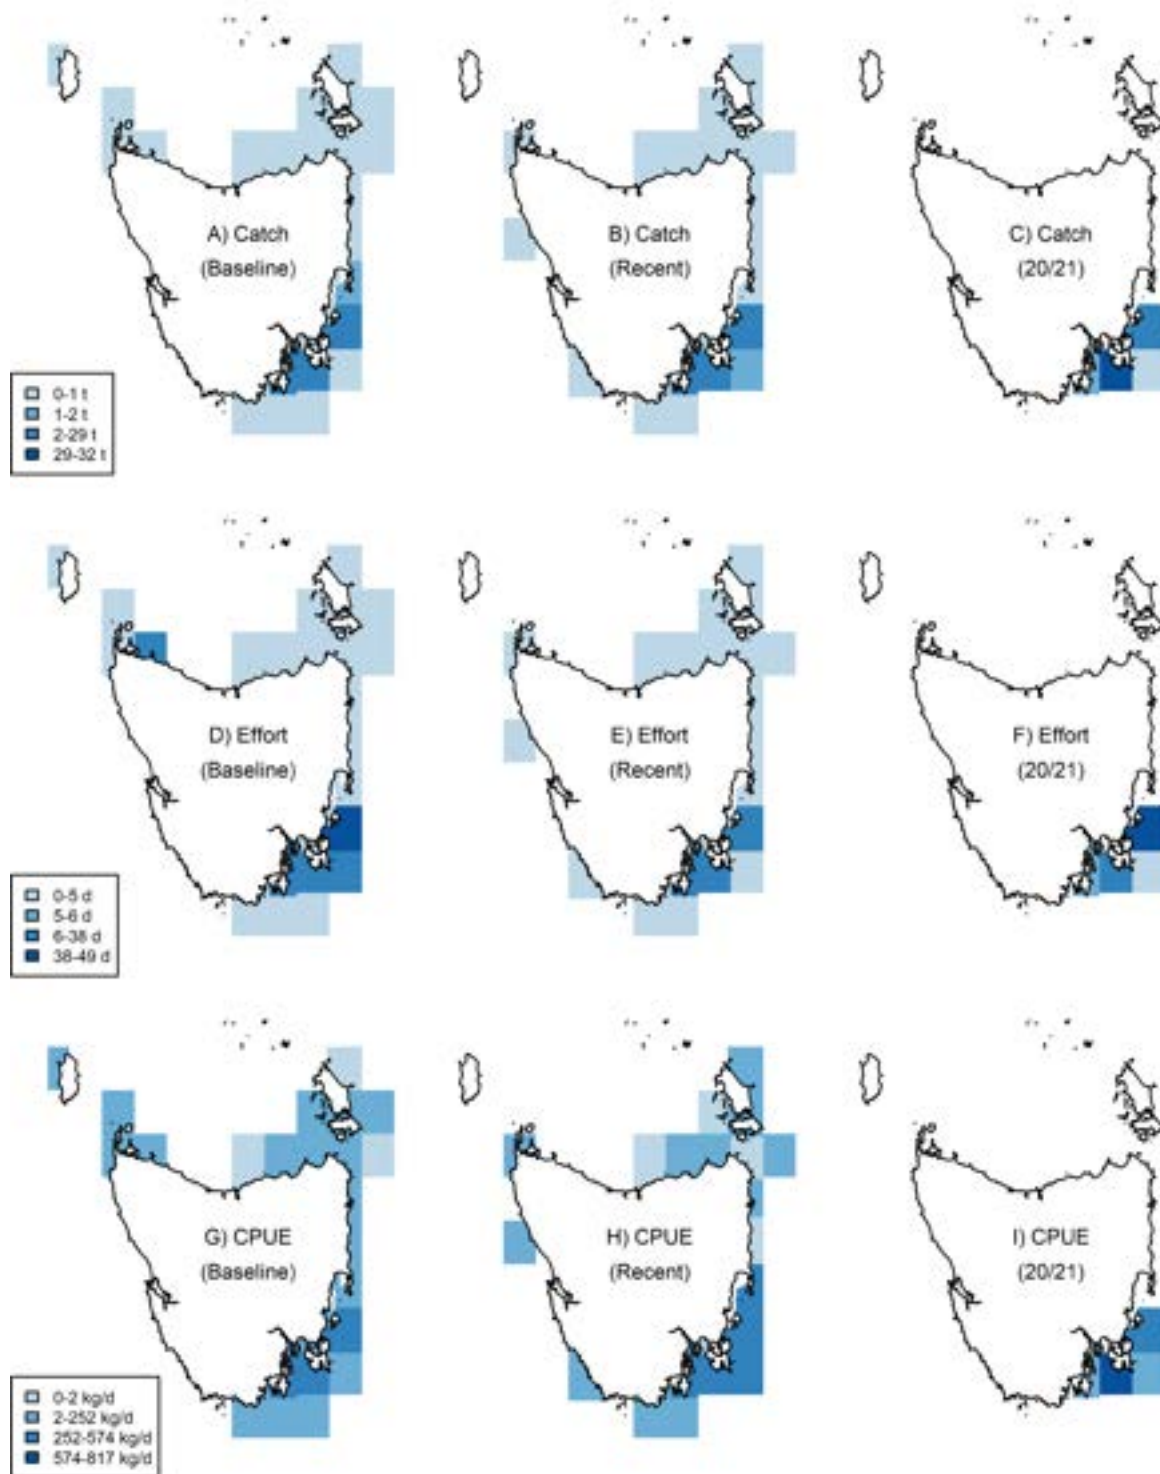 A) Catch
(Baseline)
B) Catch
(Recent)
C) Catch
(20/21)
0-1 t
1-2 t
2-29 t
29-32 t
D) Effort
(Baseline)
E) Effort
(Recent)
F) Effort
(20/21)
0-5 d
5-6 d
6-38 d
38-49 d
G) CPUE
(Baseline)
H) CPUE
(Recent)
I) CPUE
(20/21)
0-2 kg/d
2-252 kg/d
252-574 kg/d
574-817 kg/d